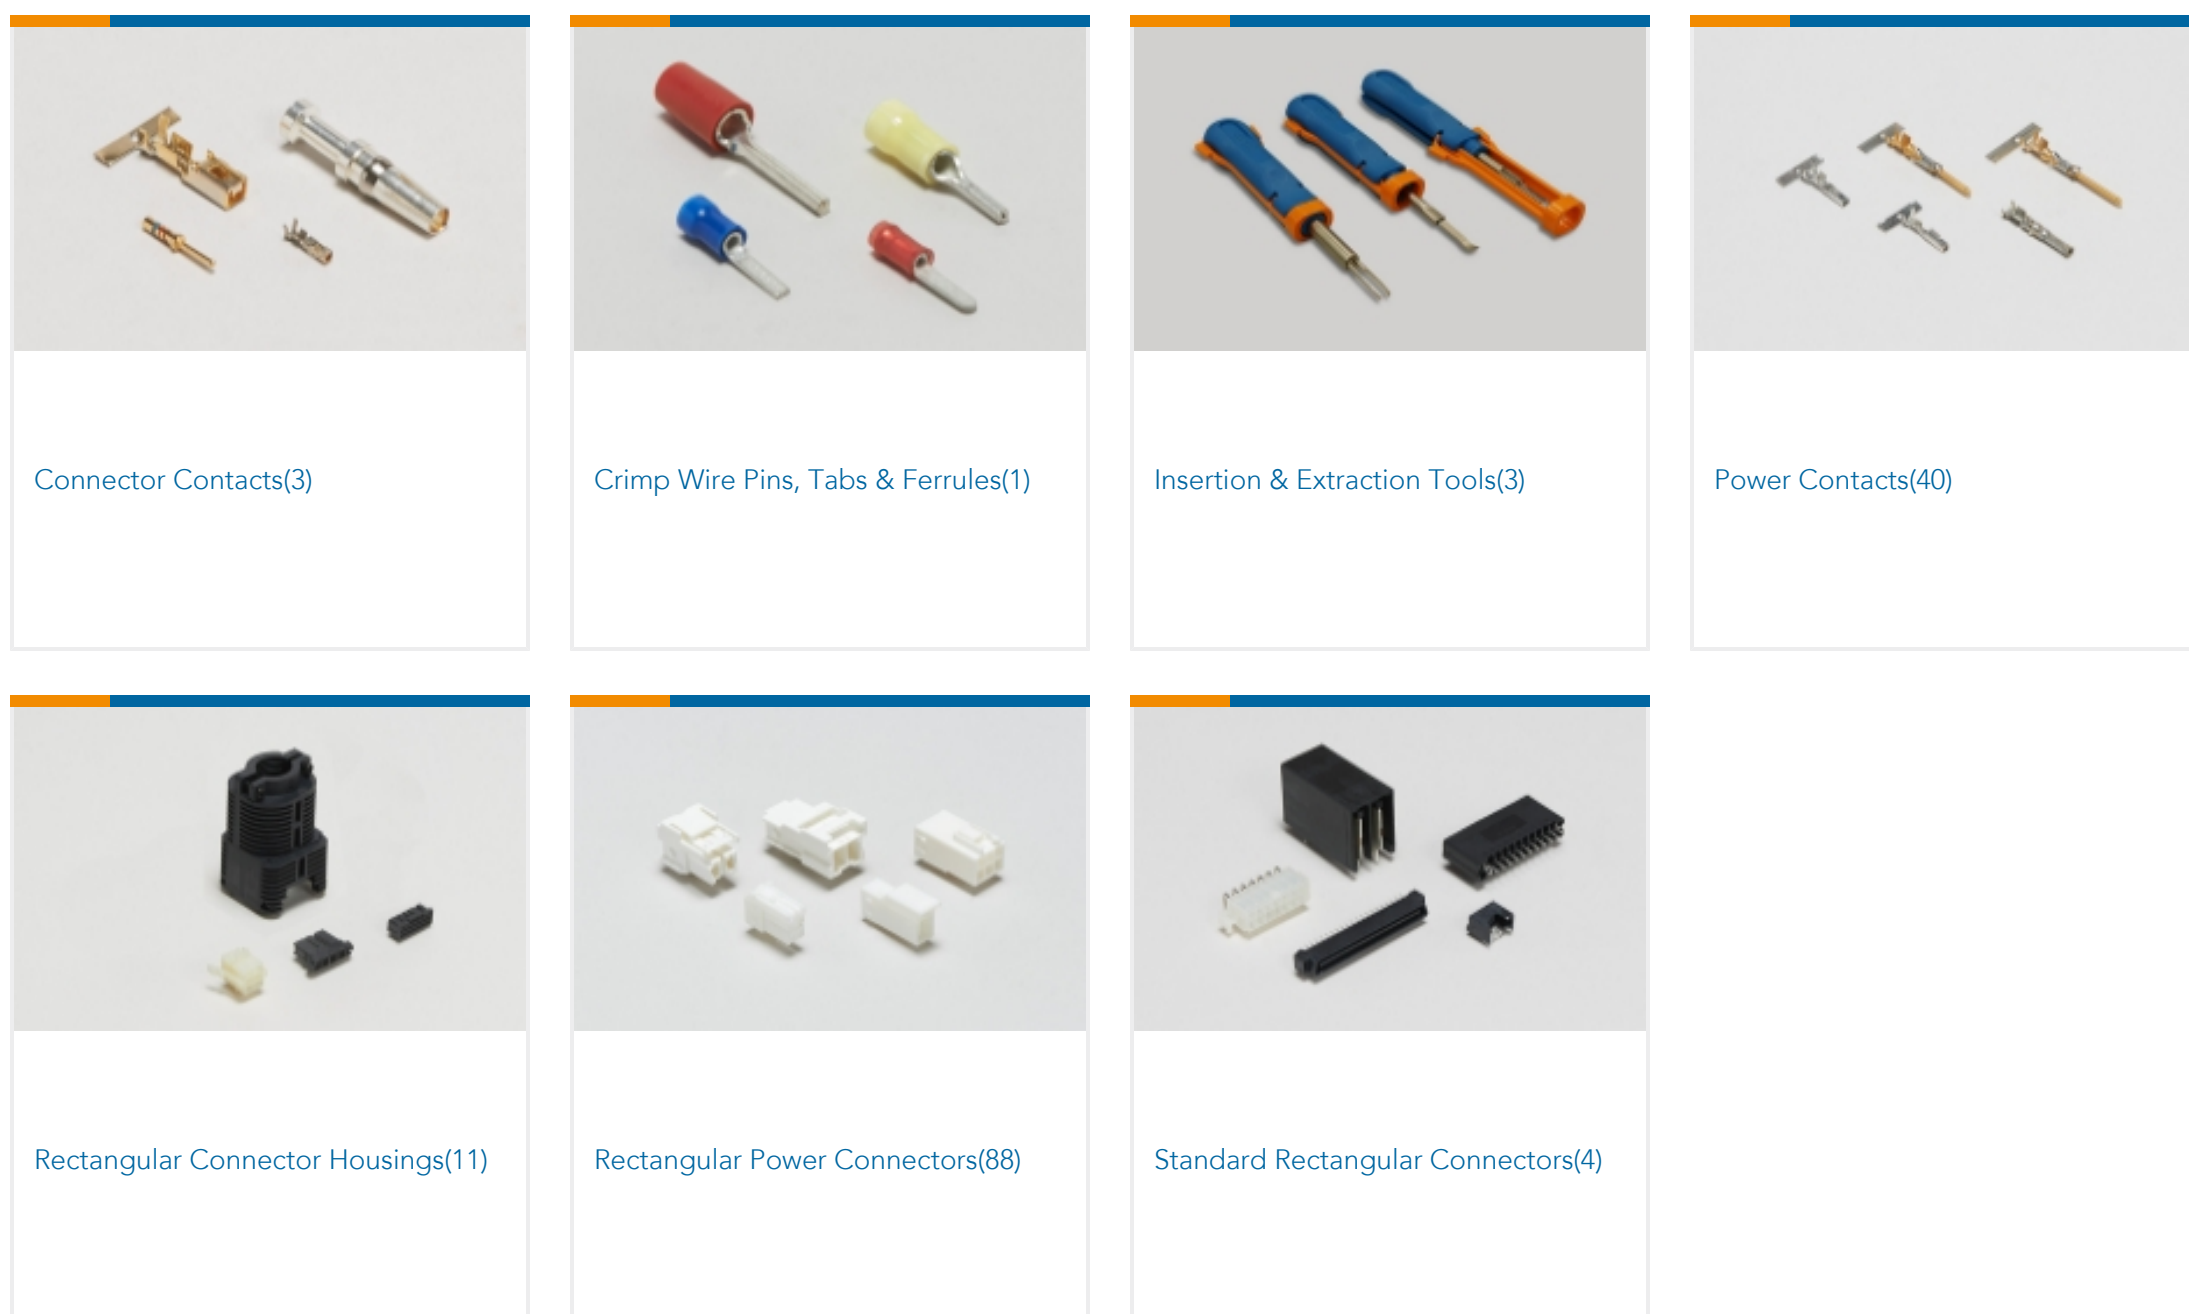 Connector Contacts(3)
Crimp Wire Pins, Tabs & Ferrules(1)
Insertion & Extraction Tools(3)
Power Contacts(40)
Rectangular Connector Housings(11)
Rectangular Power Connectors(88)
Standard Rectangular Connectors(4)